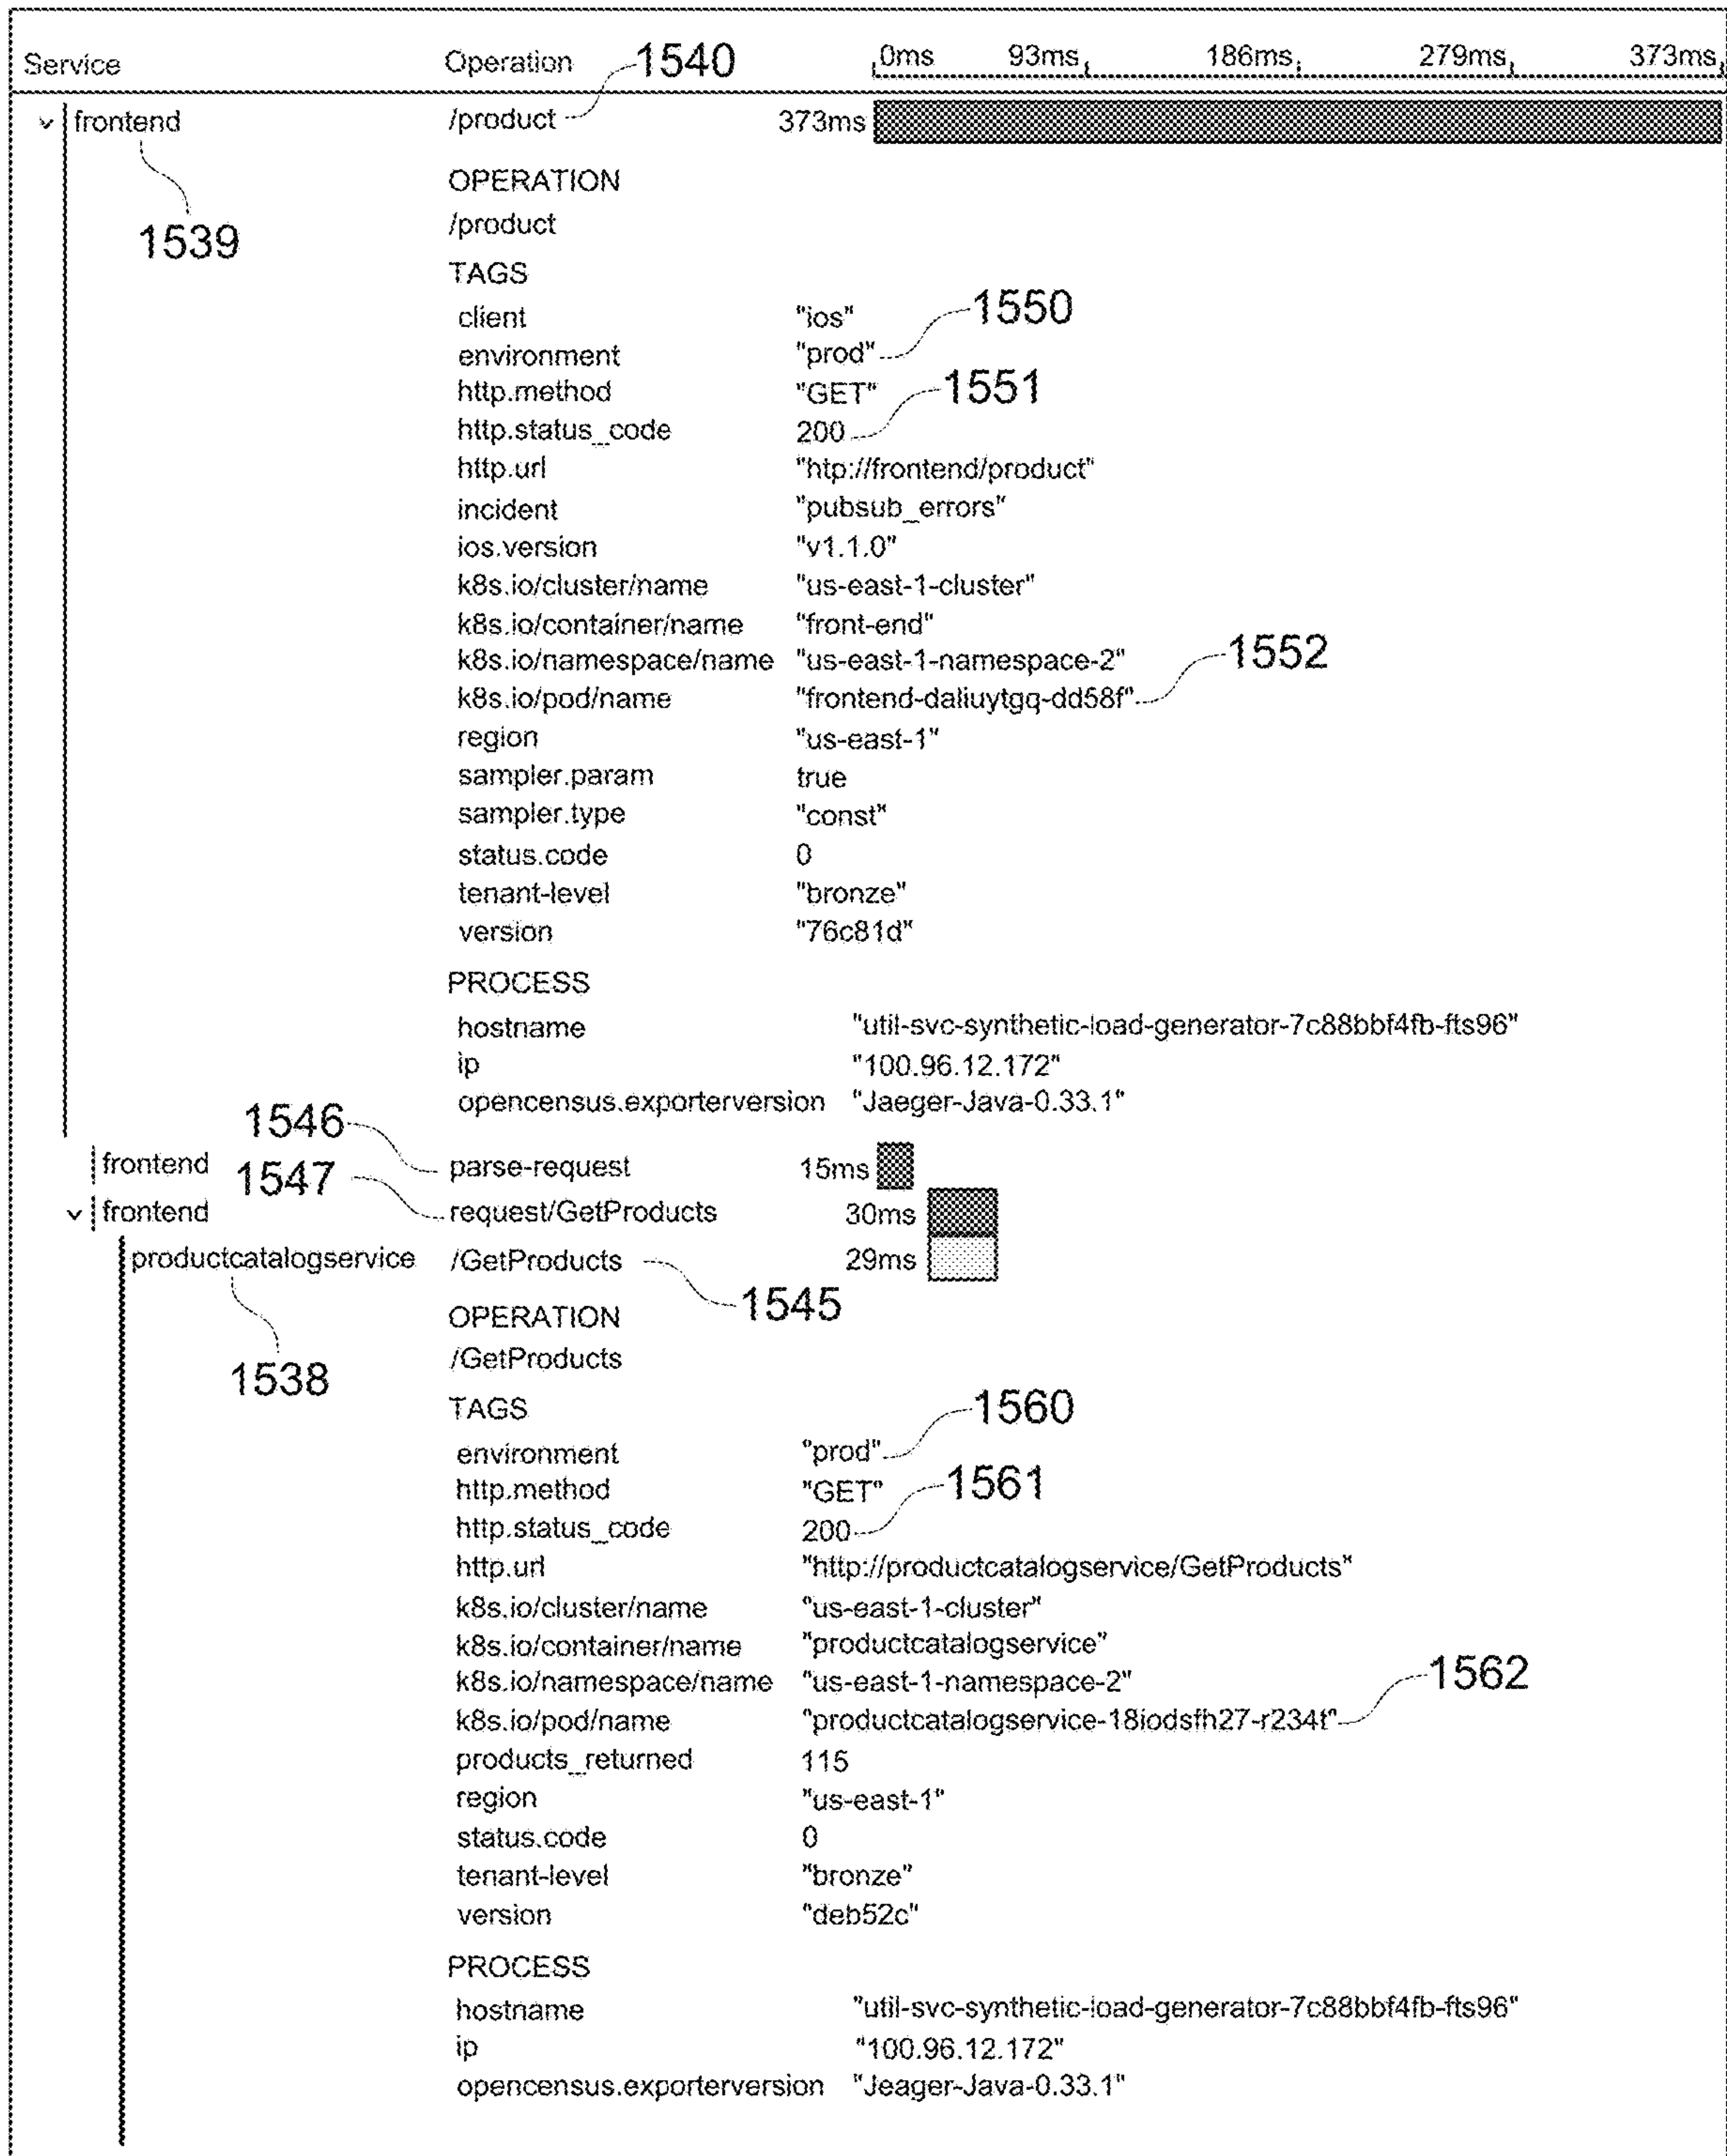 Service Operation 1540 0ms 93ms 186ms 279ms 373ms
frontend /product 373ms
OPERATION
1539 /product
TAGS
client "ios" 1550
environment "prod"
http.method "GET" 1551
http.status_code 200
http.url "htp://frontend/product"
incident "pubsub_errors"
ios.version "v1.1.0"
k8s.io/cluster/name "us-east-1-cluster"
k8s.io/container/name "front-end"
k8s.io/namespace/name "us-east-1-namespace-2" 1552
k8s.io/pod/name "frontend-daliuytgq-dd58f"
region "us-east-1"
sampler.param true
sampler.type "const"
status.code 0
tenant-level "bronze"
version "76c81d"
PROCESS
hostname "util-svc-synthetic-load-generator-7c88bbf4fb-fts96"
ip "100.96.12.172"
opencensus.exporterversion "Jaeger-Java-0.33.1"
1546
frontend parse-request 15ms
1547
frontend request/GetProducts 30ms
productcatalogservice /GetProducts 29ms
1545
OPERATION
/GetProducts
1538
TAGS 1560
environment "prod"
http.method "GET" 1561
http.status_code 200
http.url "http://productcatalogservice/GetProducts"
k8s.io/cluster/name "us-east-1-cluster"
k8s.io/container/name "productcatalogservice"
k8s.io/namespace/name "us-east-1-namespace-2" 1562
k8s.io/pod/name "productcatalogservice-18iodsfh27-r234t"
products_returned 115
region "us-east-1"
status.code 0
tenant-level "bronze"
version "deb52c"
PROCESS
hostname "util-svc-synthetic-load-generator-7c88bbf4fb-fts96"
ip "100.96.12.172"
opencensus.exporterversion "Jeager-Java-0.33.1"